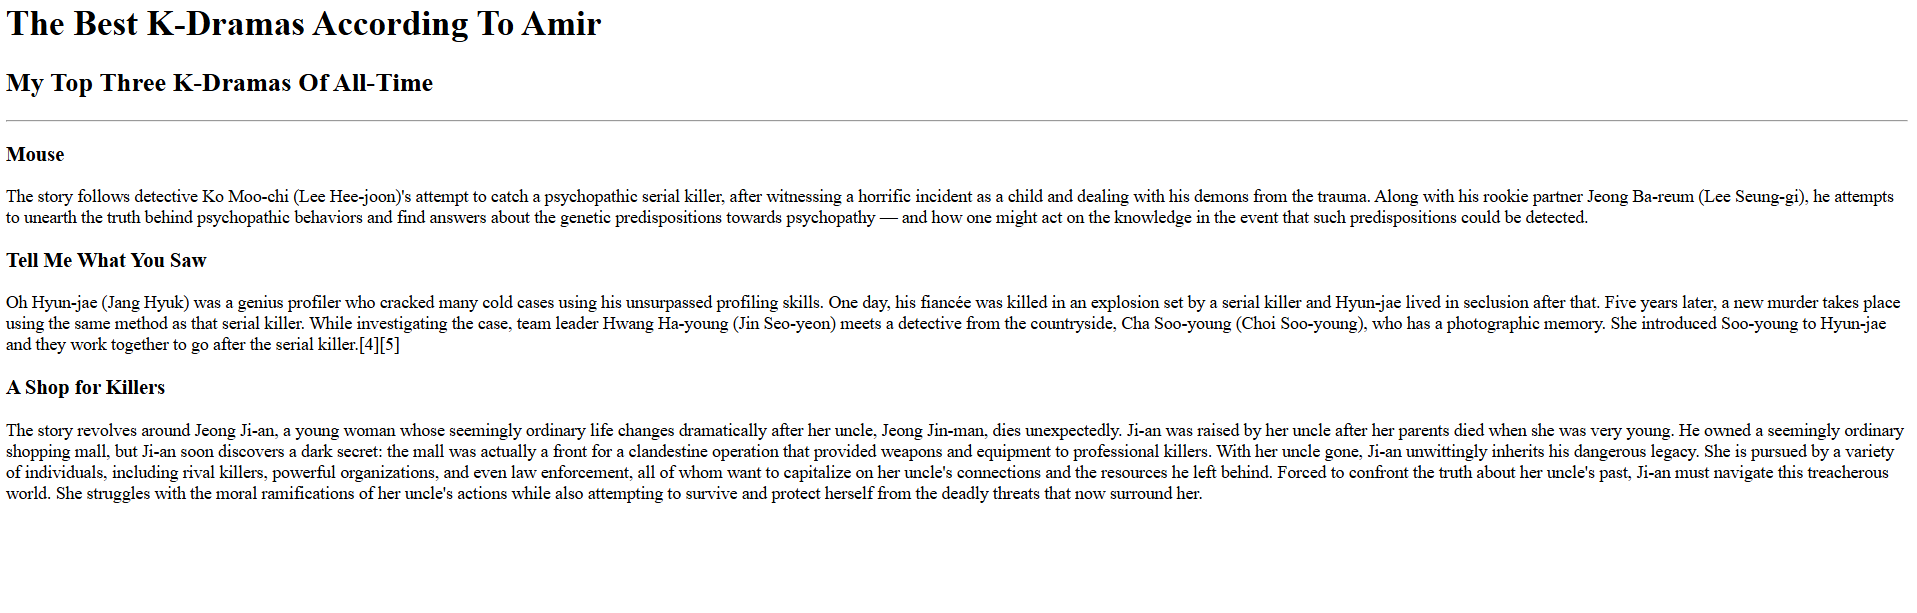 The Best K-Dramas According To Amir
My Top Three K-Dramas Of All-Time
Mouse
The story follows detective Ko Moo-chi (Lee Hee-joon)'s attempt to catch a psychopathic serial killer, after witnessing a horrific incident as a child and dealing with his demons from the trauma. Along with his rookie partner Jeong Ba-reum (Lee Seung-gi), he attempts
to unearth the truth behind psychopathic behaviors and find answers about the genetic predispositions towards psychopathy — and how one might act on the knowledge in the event that such predispositions could be detected.
Tell Me What You Saw
Oh Hyun-jae (Jang Hyuk) was a genius profiler who cracked many cold cases using his unsurpassed profiling skills. One day, his fiancée was killed in an explosion set by a serial killer and Hyun-jae lived in seclusion after that. Five years later, a new murder takes place
using the same method as that serial killer. While investigating the case, team leader Hwang Ha-young (Jin Seo-yeon) meets a detective from the countryside, Cha Soo-young (Choi Soo-young), who has a photographic memory. She introduced Soo-young to Hyun-jae
and they work together to go after the serial killer.[4][5]
A Shop for Killers
The story revolves around Jeong Ji-an, a young woman whose seemingly ordinary life changes dramatically after her uncle, Jeong Jin-man, dies unexpectedly. Ji-an was raised by her uncle after her parents died when she was very young. He owned a seemingly ordinary
shopping mall, but Ji-an soon discovers a dark secret: the mall was actually a front for a clandestine operation that provided weapons and equipment to professional killers. With her uncle gone, Ji-an unwittingly inherits his dangerous legacy. She is pursued by a variety
of individuals, including rival killers, powerful organizations, and even law enforcement, all of whom want to capitalize on her uncle's connections and the resources he left behind. Forced to confront the truth about her uncle's past, Ji-an must navigate this treacherous
world. She struggles with the moral ramifications of her uncle's actions while also attempting to survive and protect herself from the deadly threats that now surround her.